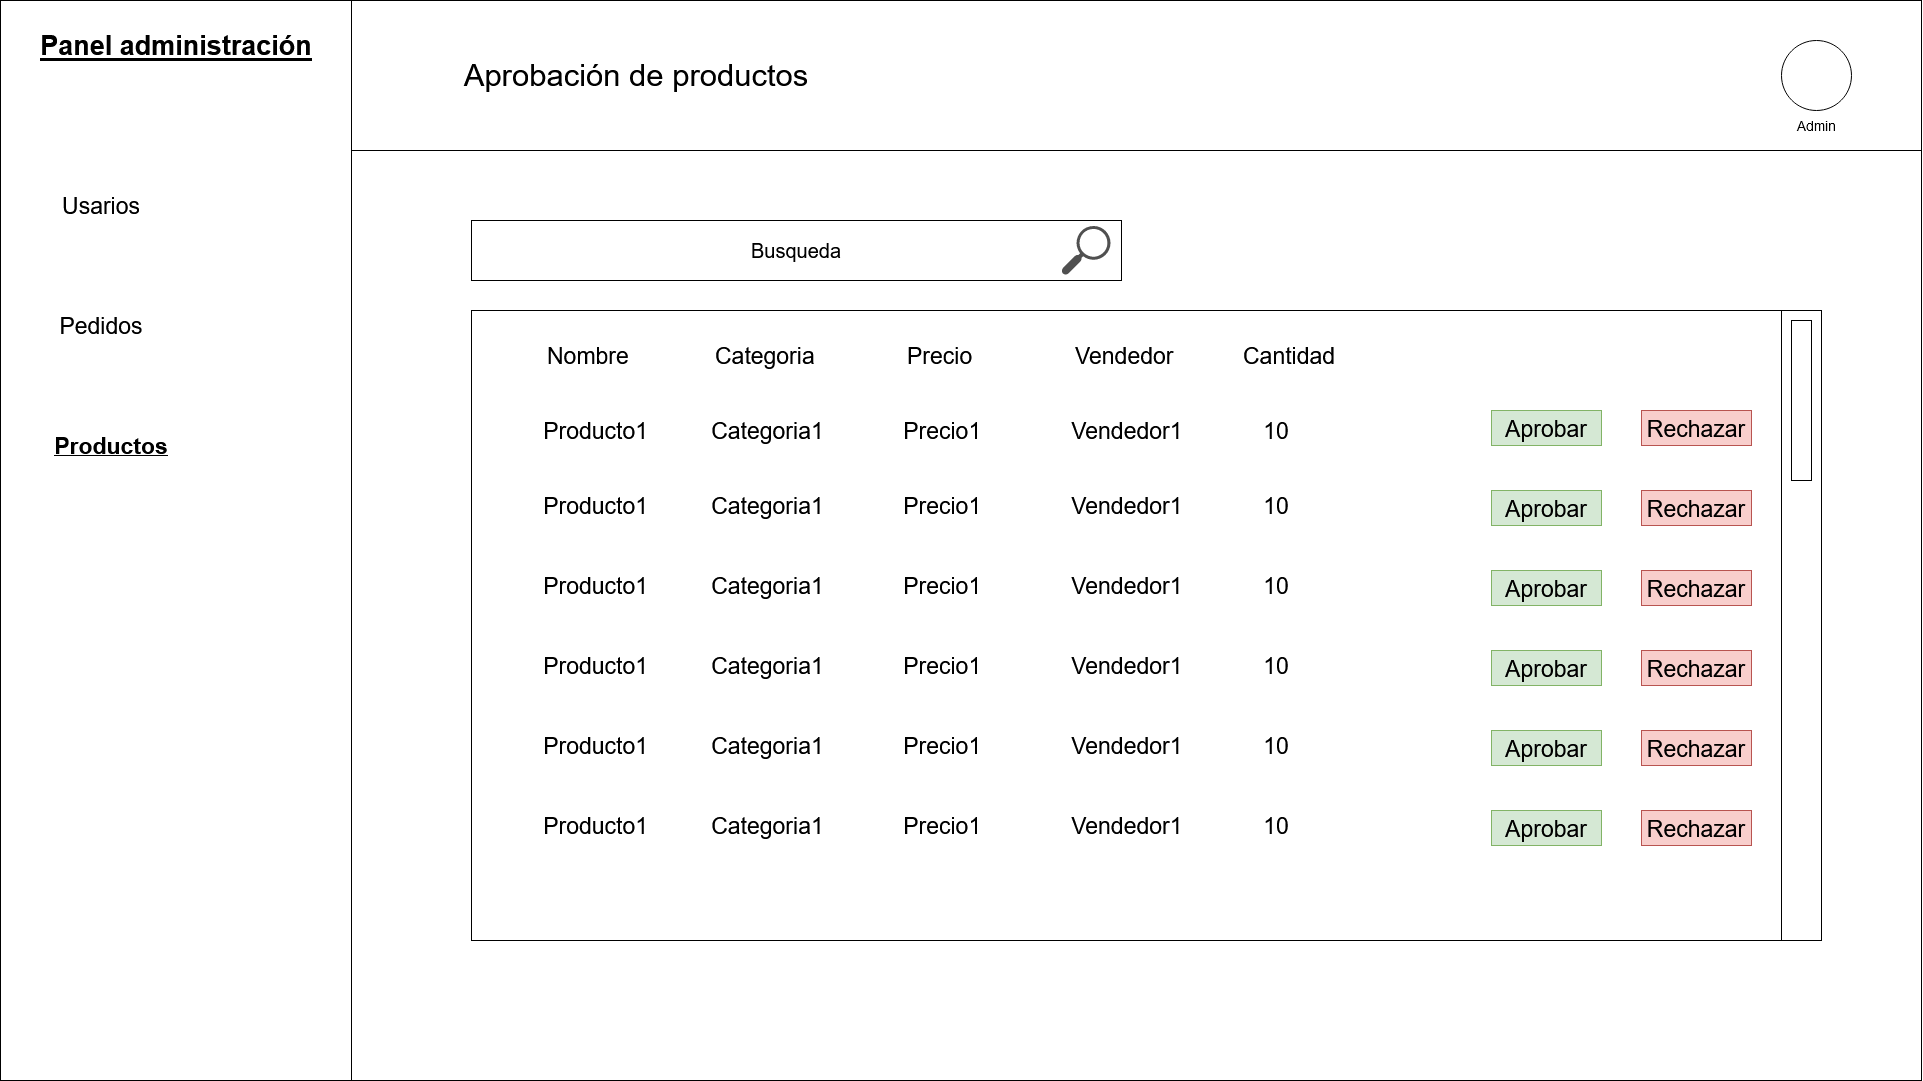 Panel administración
Aprobación de productos
Admin
Usarios
Pedidos
Productos
Busqueda
Nombre Categoria Precio Vendedor Cantidad
Producto1 Categoria1 Precio1 Vendedor1 10 Aprobar Rechazar
Producto1 Categoria1 Precio1 Vendedor1 10 Aprobar Rechazar
Producto1 Categoria1 Precio1 Vendedor1 10 Aprobar Rechazar
Producto1 Categoria1 Precio1 Vendedor1 10 Aprobar Rechazar
Producto1 Categoria1 Precio1 Vendedor1 10 Aprobar Rechazar
Producto1 Categoria1 Precio1 Vendedor1 10 Aprobar Rechazar